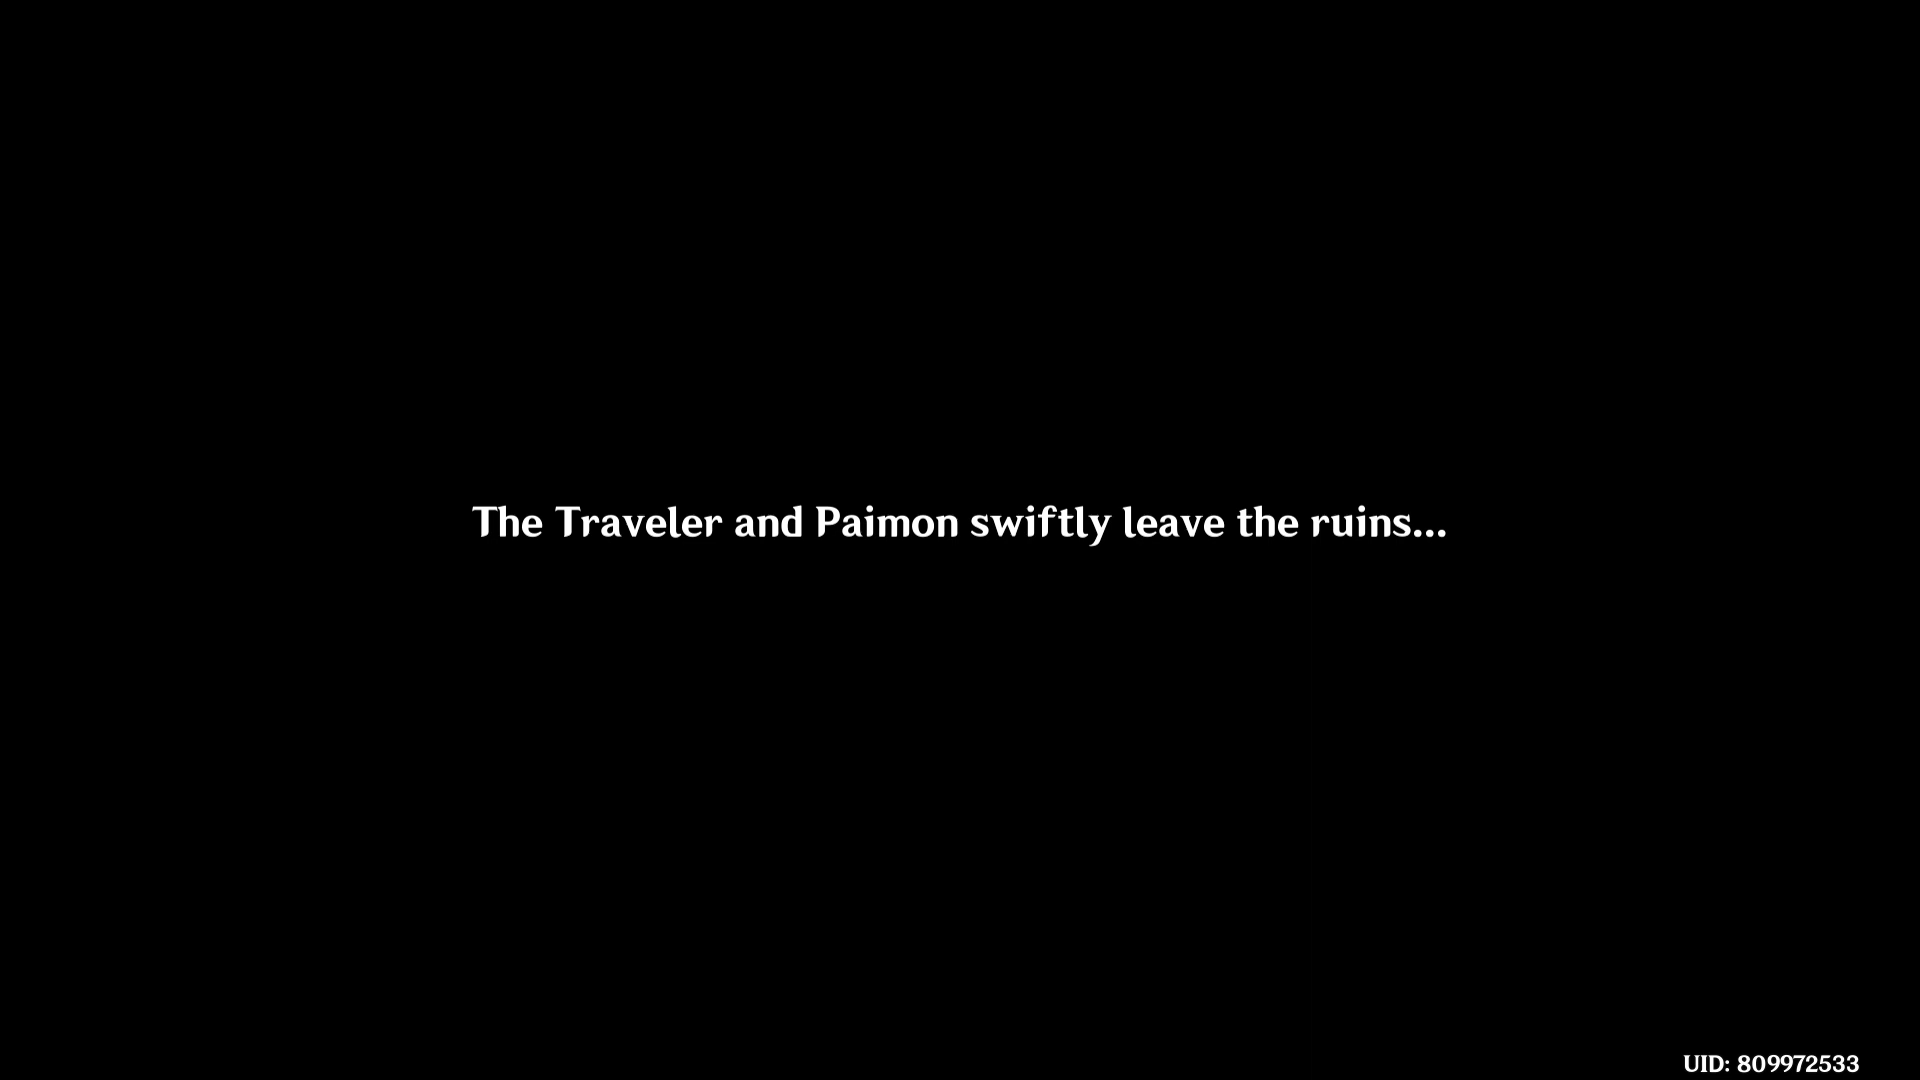 The Traveler and Paimon swiftly leave the ruins...
UID: 809972533